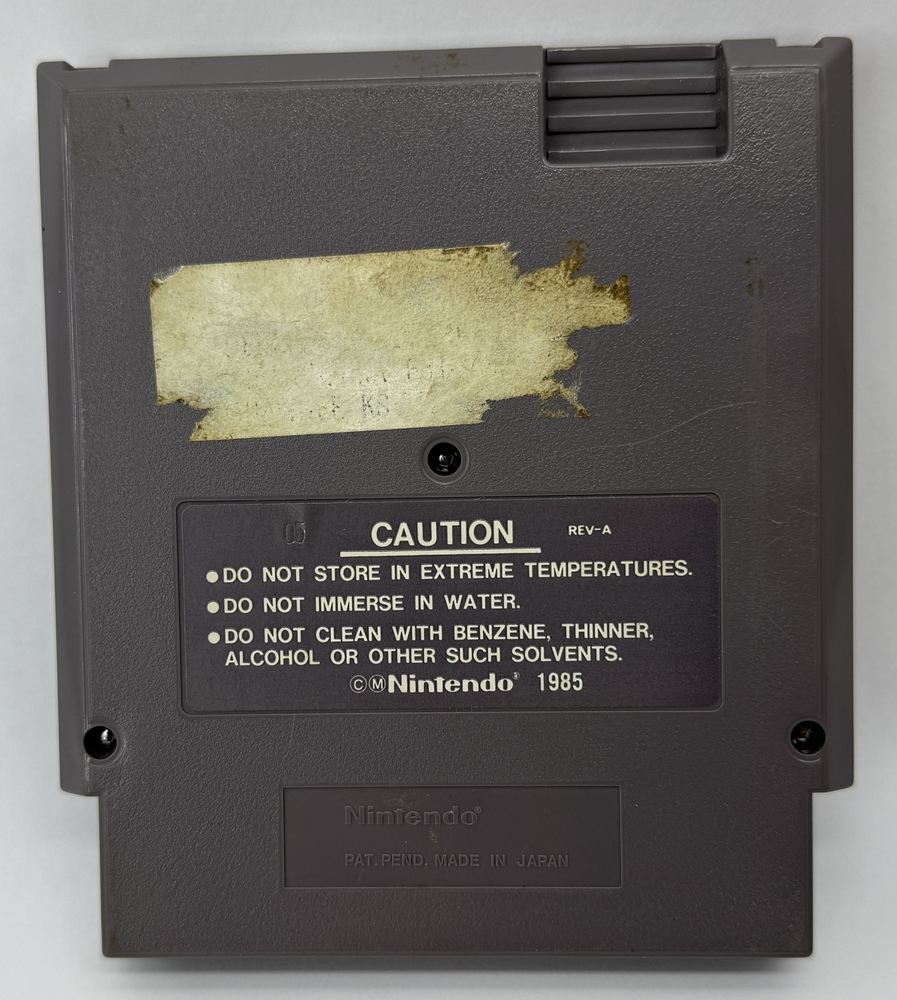 KS
05
CAUTION REV-A
●DO NOT STORE IN EXTREME TEMPERATURES.
●DO NOT IMMERSE IN WATER.
●DO NOT CLEAN WITH BENZENE, THINNER,
ALCOHOL OR OTHER SUCH SOLVENTS.
©ⓂNintendo® 1985
Nintendo®
PAT. PEND. MADE IN JAPAN